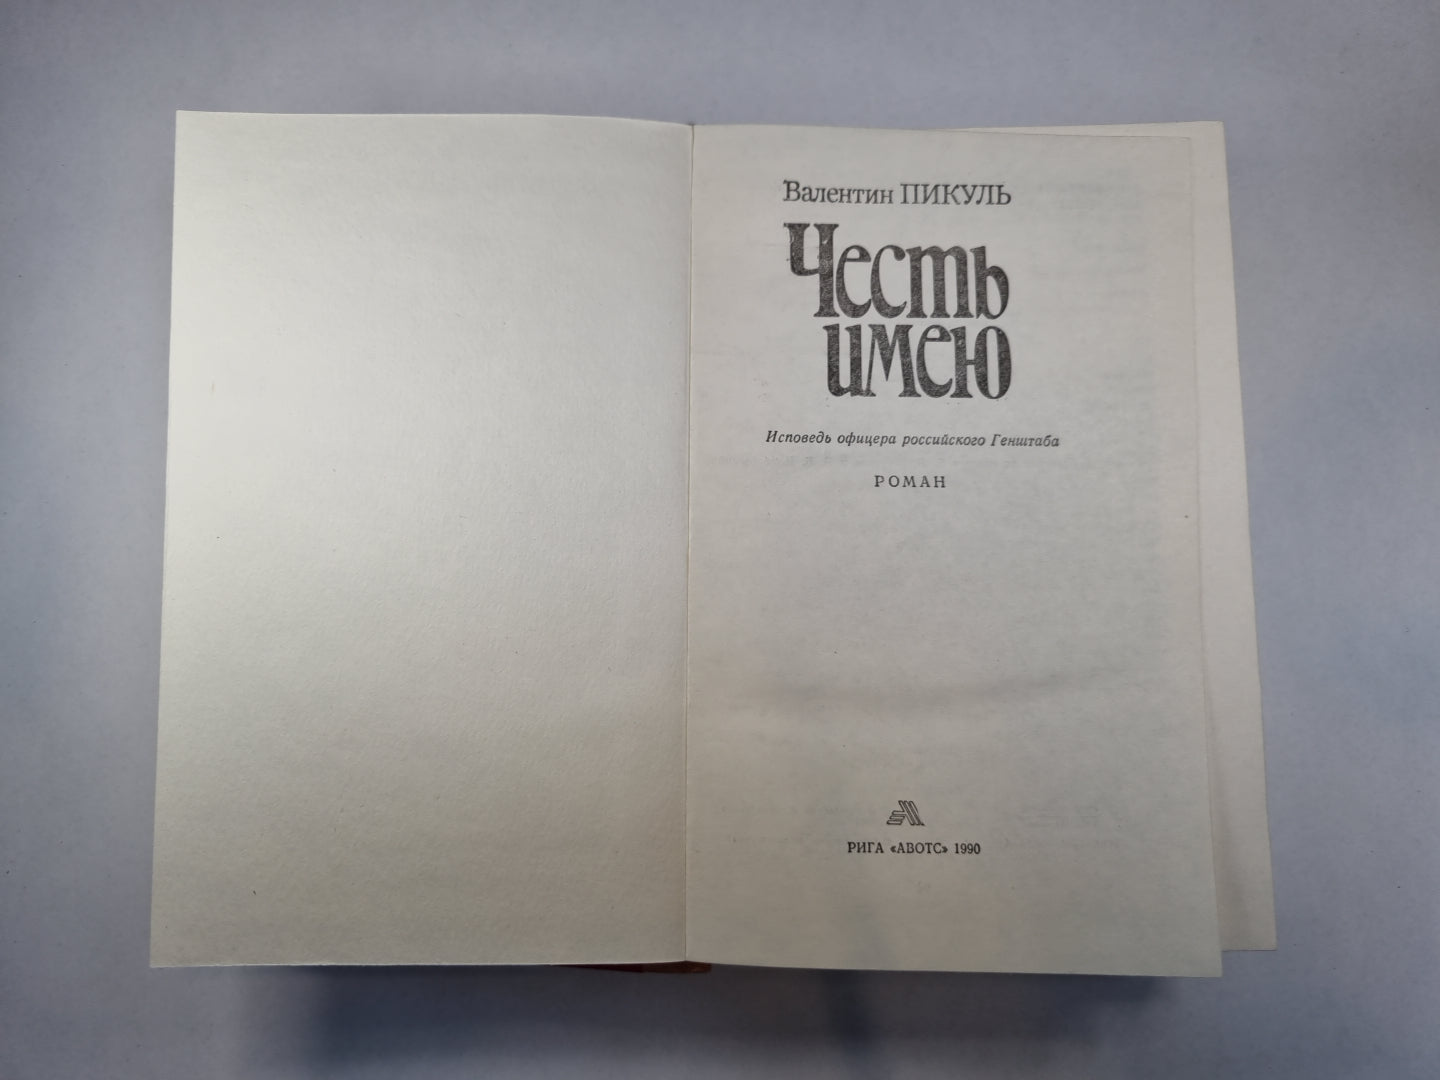 Валентин ПИКУЛЬ
Честь
имею
Исповедь офицера российского Генштаба
РОМАН
РИГА «АВОТС» 1990